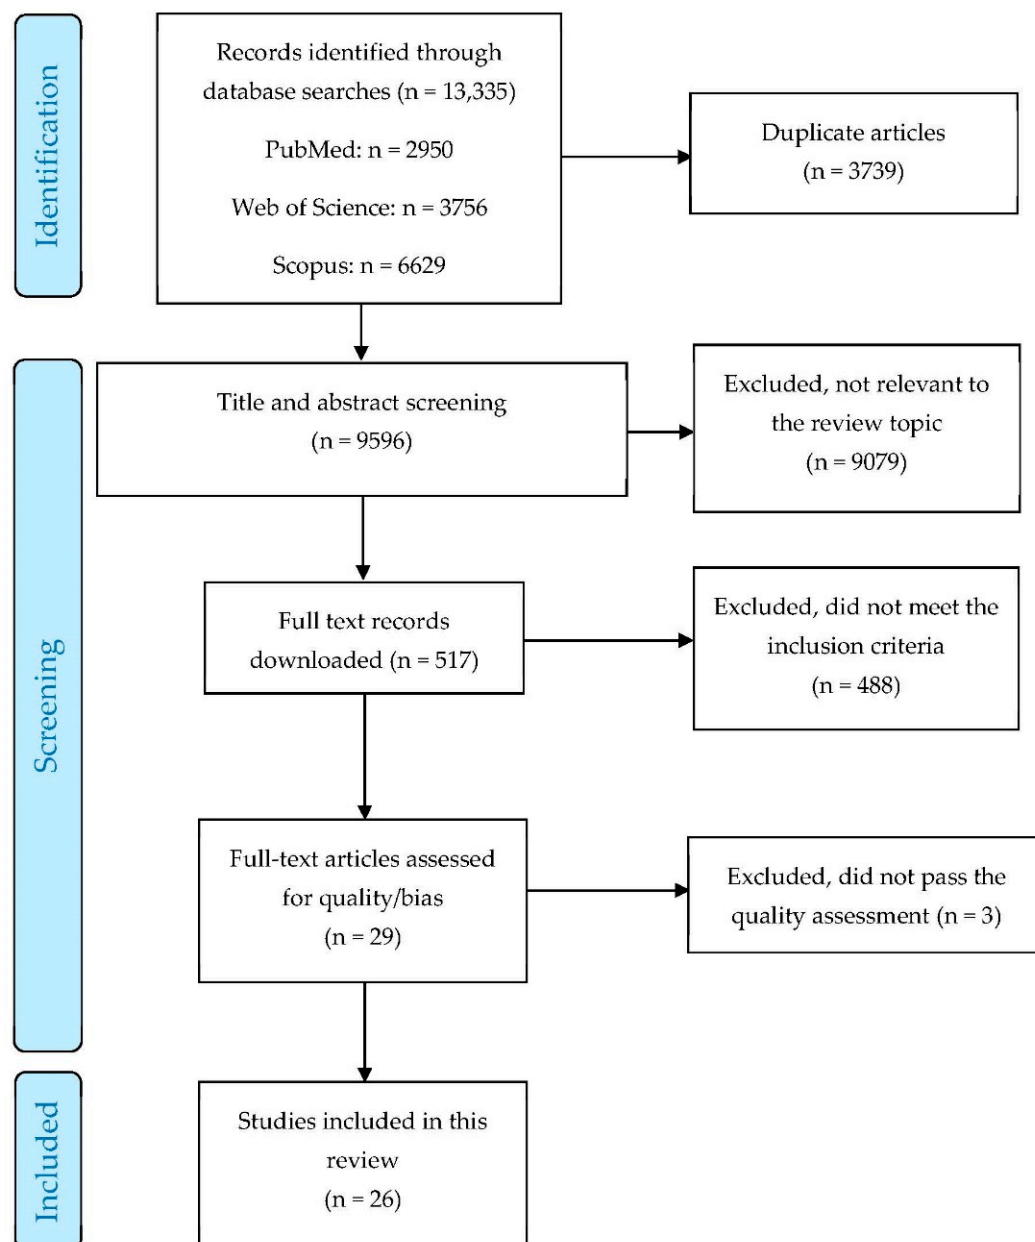 Identification
Records identified through
database searches (n = 13,335)
PubMed: n = 2950
Web of Science: n = 3756
Scopus: n = 6629
Duplicate articles
(n = 3739)
Screening
Title and abstract screening
(n = 9596)
Excluded, not relevant to
the review topic
(n = 9079)
Full text records
downloaded (n = 517)
Excluded, did not meet the
inclusion criteria
(n = 488)
Full-text articles assessed
for quality/bias
(n = 29)
Excluded, did not pass the
quality assessment (n = 3)
Included
Studies included in this
review
(n = 26)